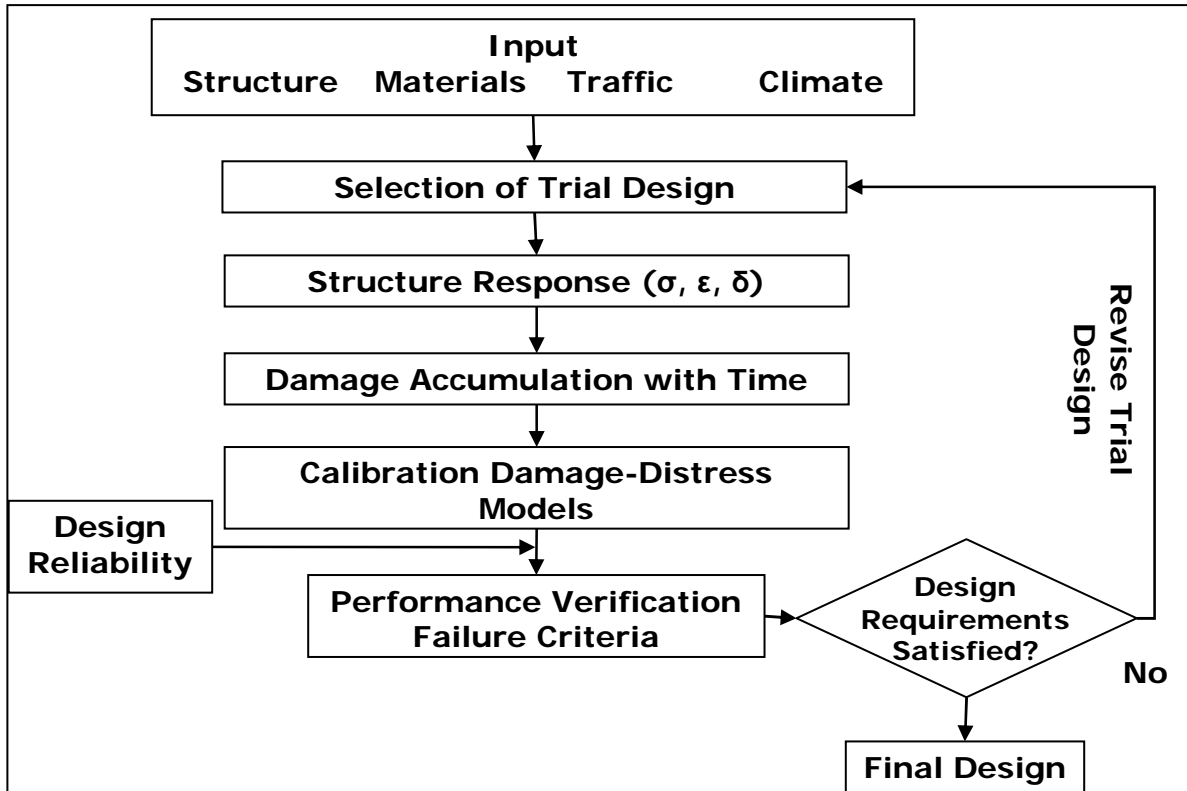 Input
Structure Materials Traffic Climate
Selection of Trial Design
Structure Response (σ, ε, δ)
Damage Accumulation with Time
Calibration Damage-Distress
Models
Design
Reliability
Performance Verification
Failure Criteria
Design
Requirements
Satisfied?
No
Revise Trial
Design
Final Design